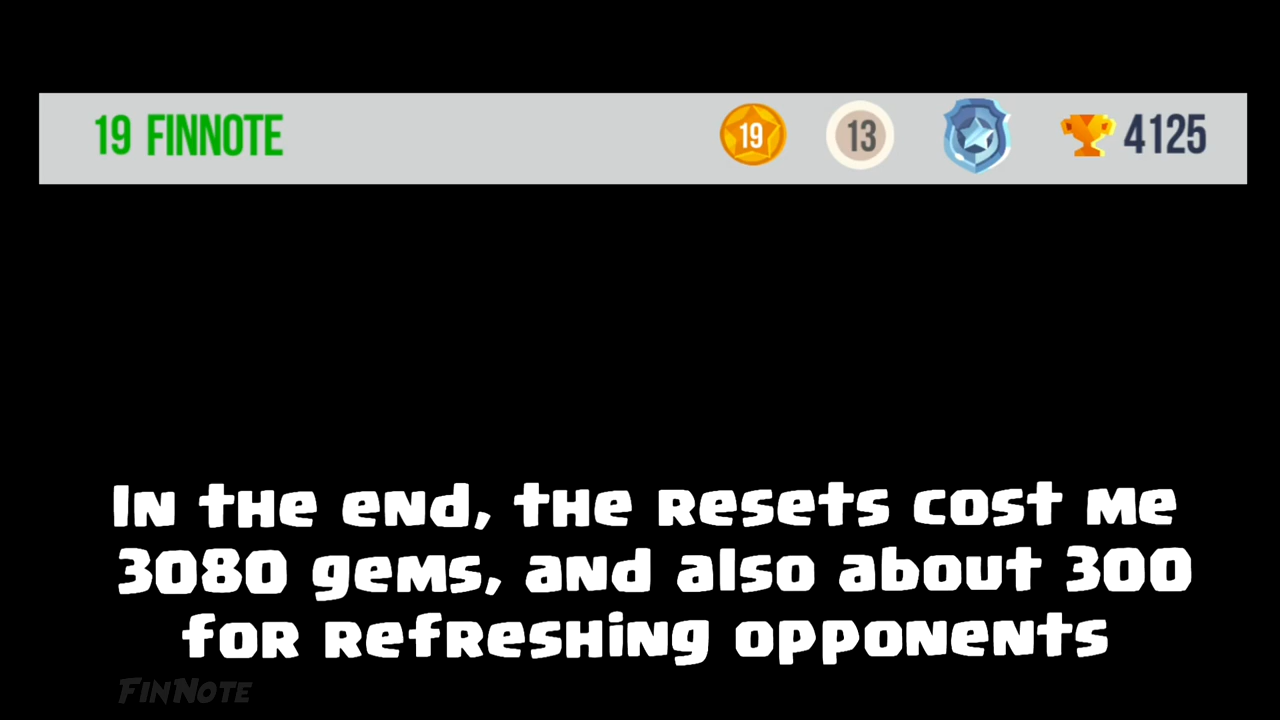 19 FINNOTE 19 13 4125
In the end, the resets cost me
3080 gems, and also about 300
for refreshing opponents
FinNote